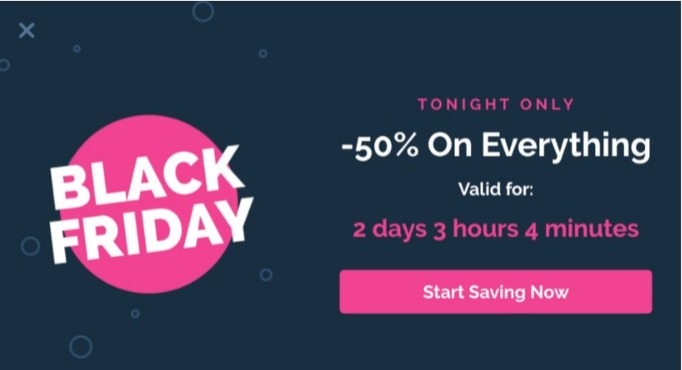 BLACK
FRIDAY
TONIGHT ONLY
-50% On Everything
Valid for:
2 days 3 hours 4 minutes
Start Saving Now